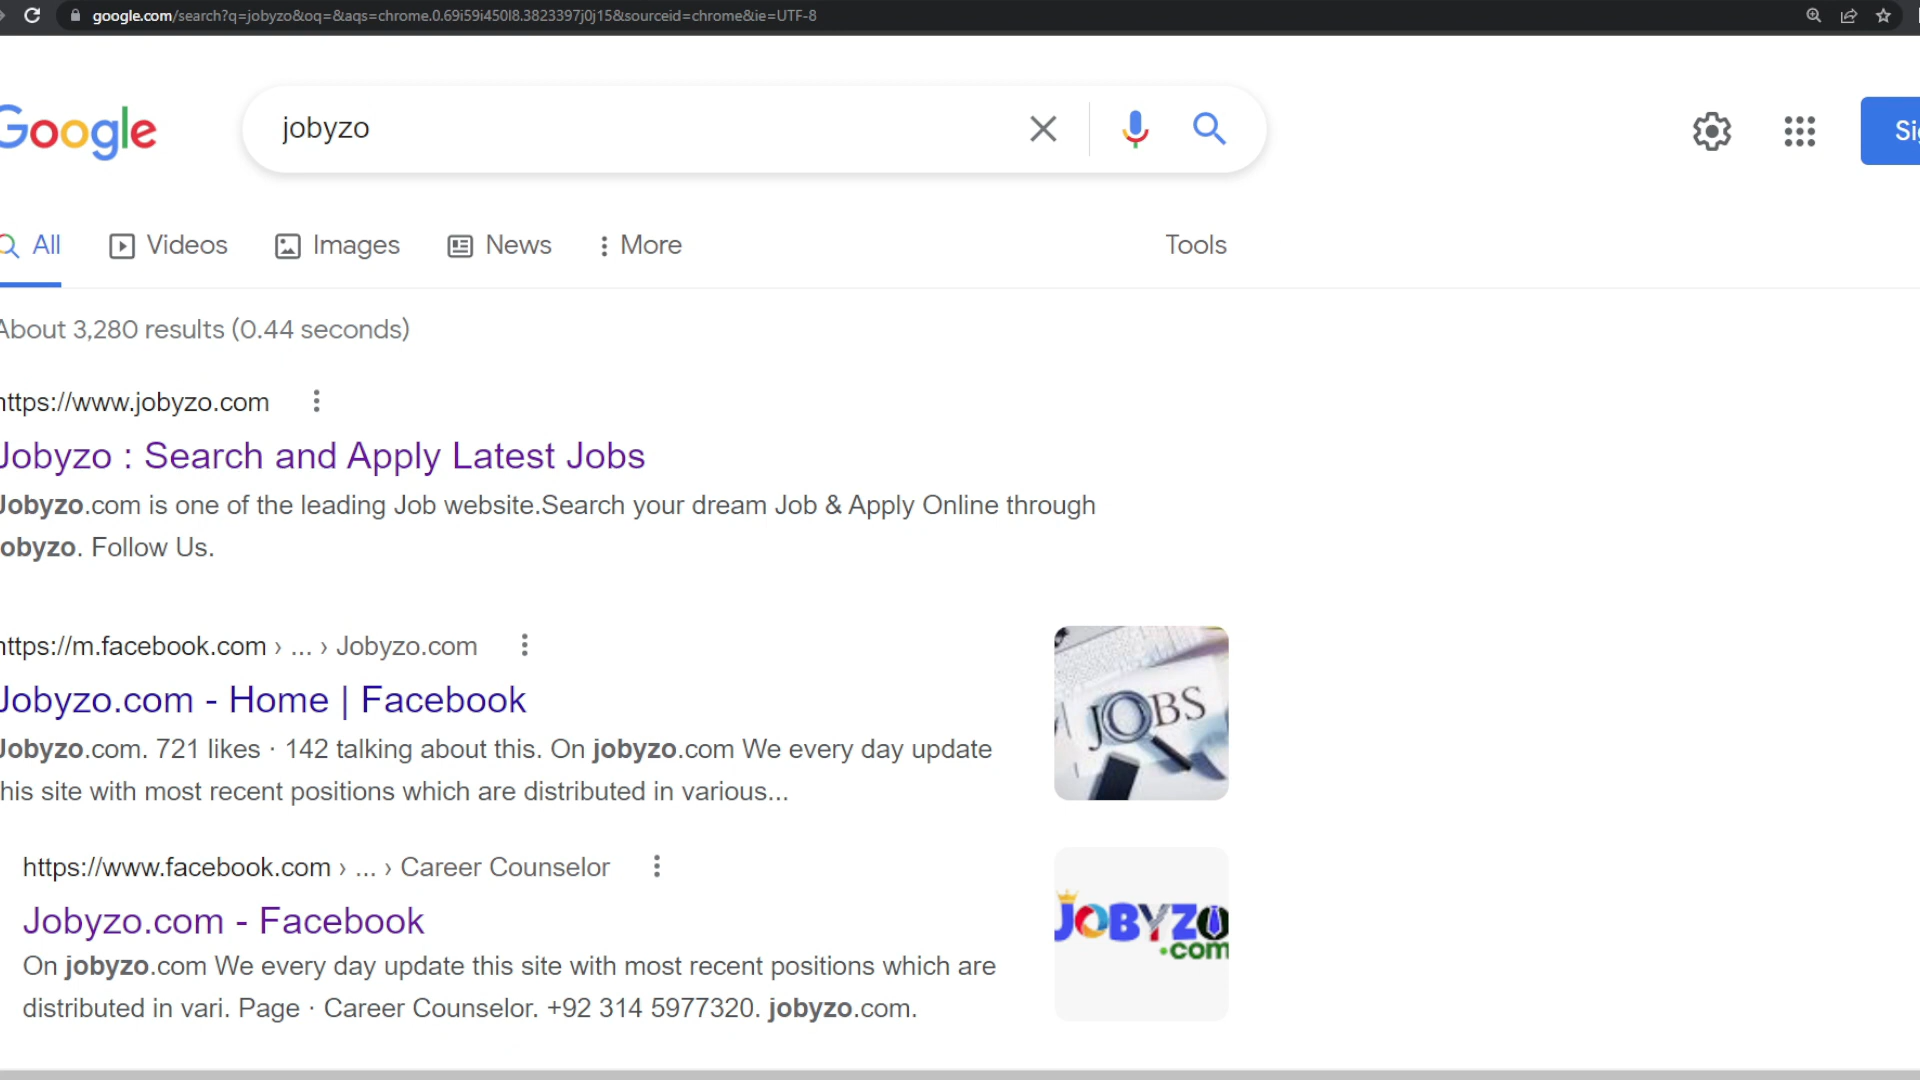 google.com/search?q=jobyzo&oq=&aqs=chrome.0.69i59i450l8.3823397j0j15&sourceid=chrome&ie=UTF-8
Google
jobyzo
Si
All
Videos
Images
News
More
Tools
About 3,280 results (0.44 seconds)
https://www.jobyzo.com
Jobyzo : Search and Apply Latest Jobs
Jobyzo.com is one of the leading Job website.Search your dream Job & Apply Online through
obyzo. Follow Us.
https://m.facebook.com › ... › Jobyzo.com
Jobyzo.com - Home | Facebook
Jobyzo.com. 721 likes · 142 talking about this. On jobyzo.com We every day update
his site with most recent positions which are distributed in various...
JOBS
https://www.facebook.com › ... › Career Counselor
Jobyzo.com - Facebook
On jobyzo.com We every day update this site with most recent positions which are
distributed in vari. Page · Career Counselor. +92 314 5977320. jobyzo.com.
JOBYZO
.com